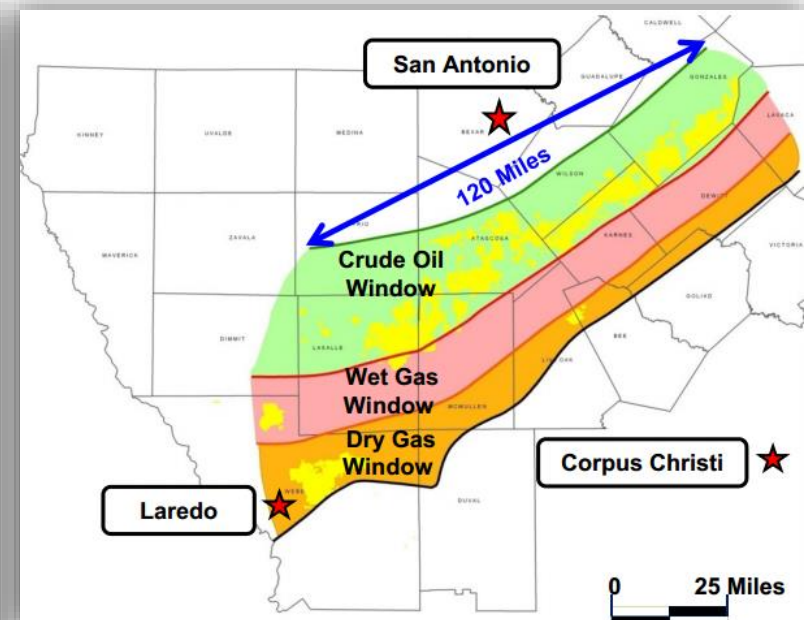 CALDWELL
San Antonio
GUADALUPE
GONZALES
LAVACA
KINNEY
UVALDE
MEDINA
BEXAR
120 Miles
WILSON
DEWITT
ZAVALA
RIO
ATASCOSA
KARNES
MAVERICK
VICTORIA
Crude Oil
Window
GOLIAD
DIMMIT
LASALLE
BEE
LIVE OAK
Wet Gas
Window
MCMULLEN
Dry Gas
Window
Corpus Christi
WEBB
Laredo
DUVAL
0 25 Miles